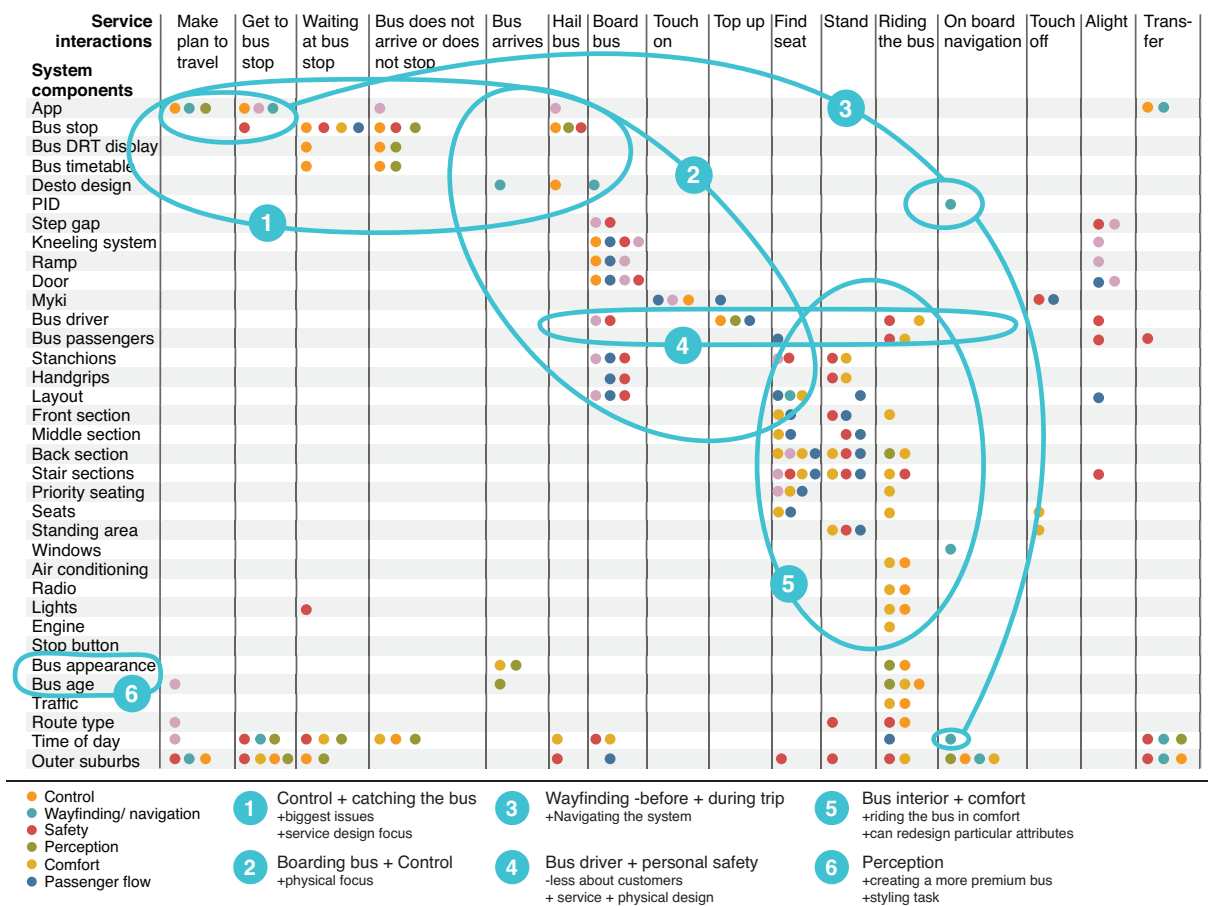 Service interactions
Make plan to travel
Get to bus stop
Waiting at bus stop
Bus does not arrive or does not stop
Bus arrives
Hail bus
Board bus
Touch on
Top up
Find seat
Stand
Riding the bus
On board navigation
Touch off
Alight
Trans-fer
System components
App
Bus stop
Bus DRT display
Bus timetable
Desto design
PID
Step gap
Kneeling system
Ramp
Door
Myki
Bus driver
Bus passengers
Stanchions
Handgrips
Layout
Front section
Middle section
Back section
Stair sections
Priority seating
Seats
Standing area
Windows
Air conditioning
Radio
Lights
Engine
Stop button
Bus appearance
Bus age
Traffic
Route type
Time of day
Outer suburbs
1
2
3
4
5
6
Control
Wayfinding/ navigation
Safety
Perception
Comfort
Passenger flow
1
Control + catching the bus
+biggest issues
+service design focus
2
Boarding bus + Control
+physical focus
3
Wayfinding -before + during trip
+Navigating the system
4
Bus driver + personal safety
-less about customers
+ service + physical design
5
Bus interior + comfort
+riding the bus in comfort
+can redesign particular attributes
6
Perception
+creating a more premium bus
+styling task